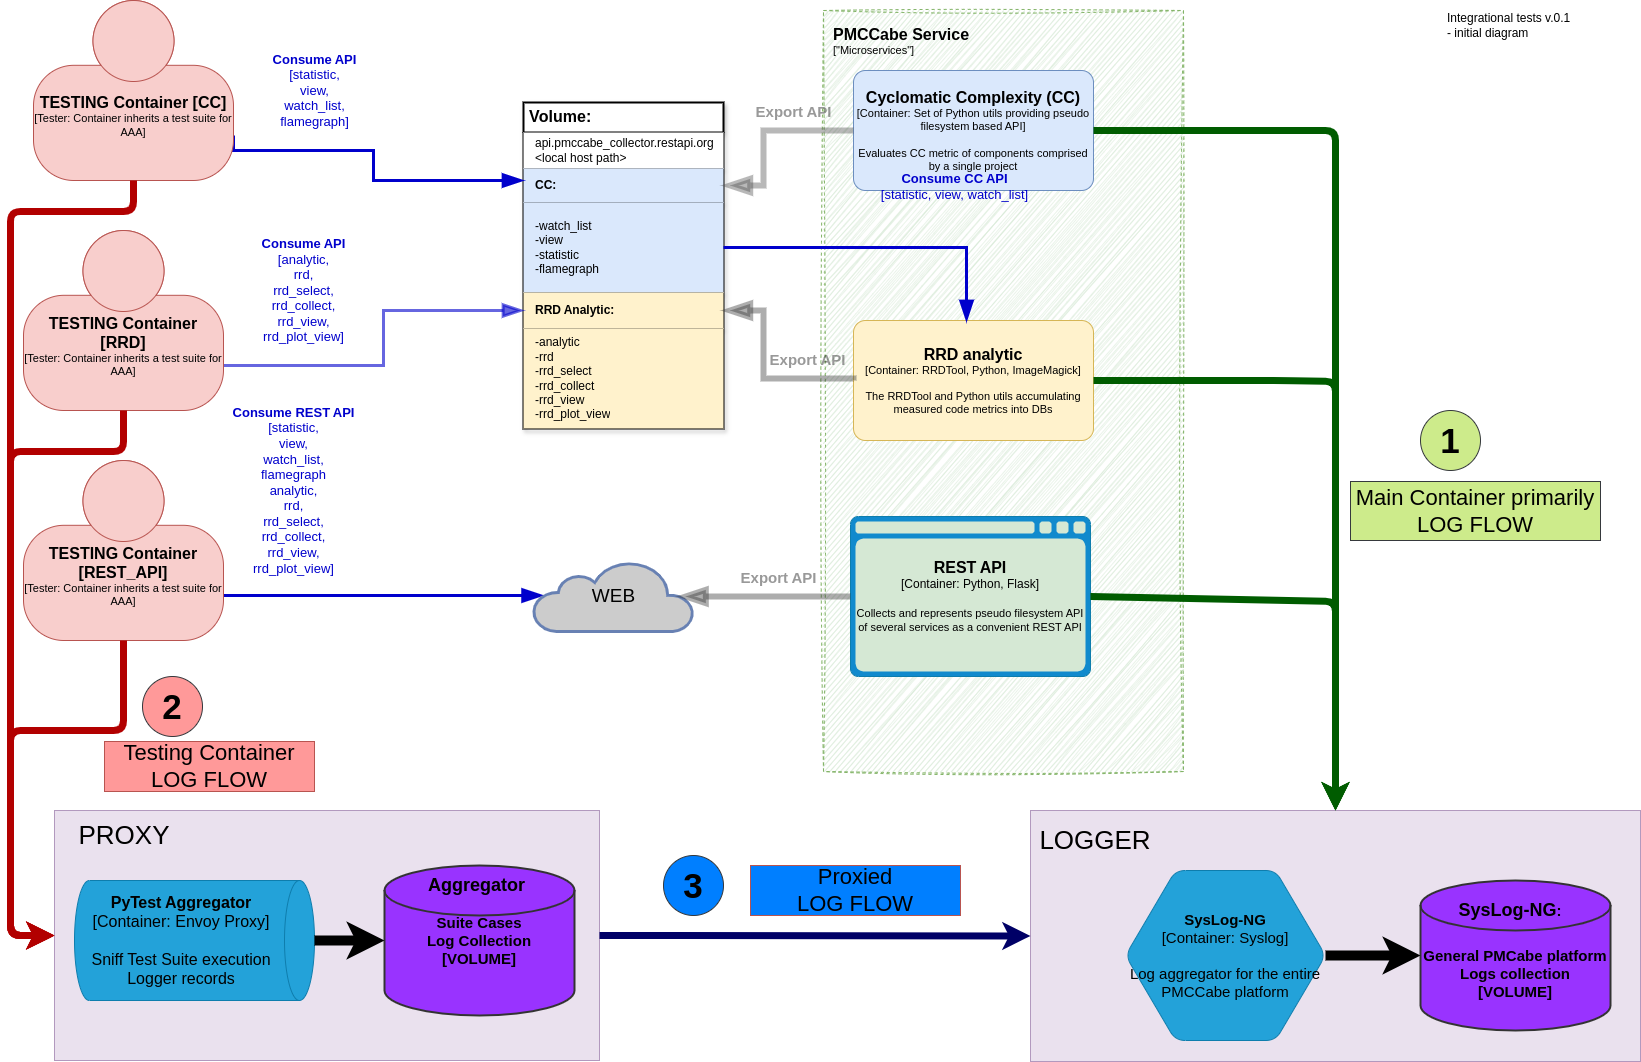 Integrational tests v.0.1
- initial diagram
TESTING Container [CC]
[Tester: Container inherits a test suite for
AAA]
Consume API
[statistic,
view,
watch_list,
flamegraph]
TESTING Container
[RRD]
[Tester: Container inherits a test suite for
AAA]
Consume API
[analytic,
rrd,
rrd_select,
rrd_collect,
rrd_view,
rrd_plot_view]
TESTING Container
[REST_API]
[Tester: Container inherits a test suite for
AAA]
Consume REST API
[statistic,
view,
watch_list,
flamegraph
analytic,
rrd,
rrd_select,
rrd_collect,
rrd_view,
rrd_plot_view]
Volume:
api.pmccabe_collector.restapi.org
<local host path>
CC:
-watch_list
-view
-statistic
-flamegraph
RRD Analytic:
-analytic
-rrd
-rrd_select
-rrd_collect
-rrd_view
-rrd_plot_view
WEB
Export API
Export API
Export API
PMCCabe Service
["Microservices"]
Cyclomatic Complexity (CC)
[Container: Set of Python utils providing pseudo
filesystem based API]
Evaluates CC metric of components comprised
by a single project
Consume CC API
[statistic, view, watch_list]
RRD analytic
[Container: RRDTool, Python, ImageMagick]
The RRDTool and Python utils accumulating
measured code metrics into DBs
REST API
[Container: Python, Flask]
Collects and represents pseudo filesystem API
of several services as a convenient REST API
1
Main Container primarily
LOG FLOW
2
Testing Container
LOG FLOW
PROXY
PyTest Aggregator
[Container: Envoy Proxy]
Sniff Test Suite execution
Logger records
Aggregator
Suite Cases
Log Collection
[VOLUME]
3
Proxied
LOG FLOW
LOGGER
SysLog-NG
[Container: Syslog]
Log aggregator for the entire
PMCCabe platform
SysLog-NG:
General PMCabe platform
Logs collection
[VOLUME]